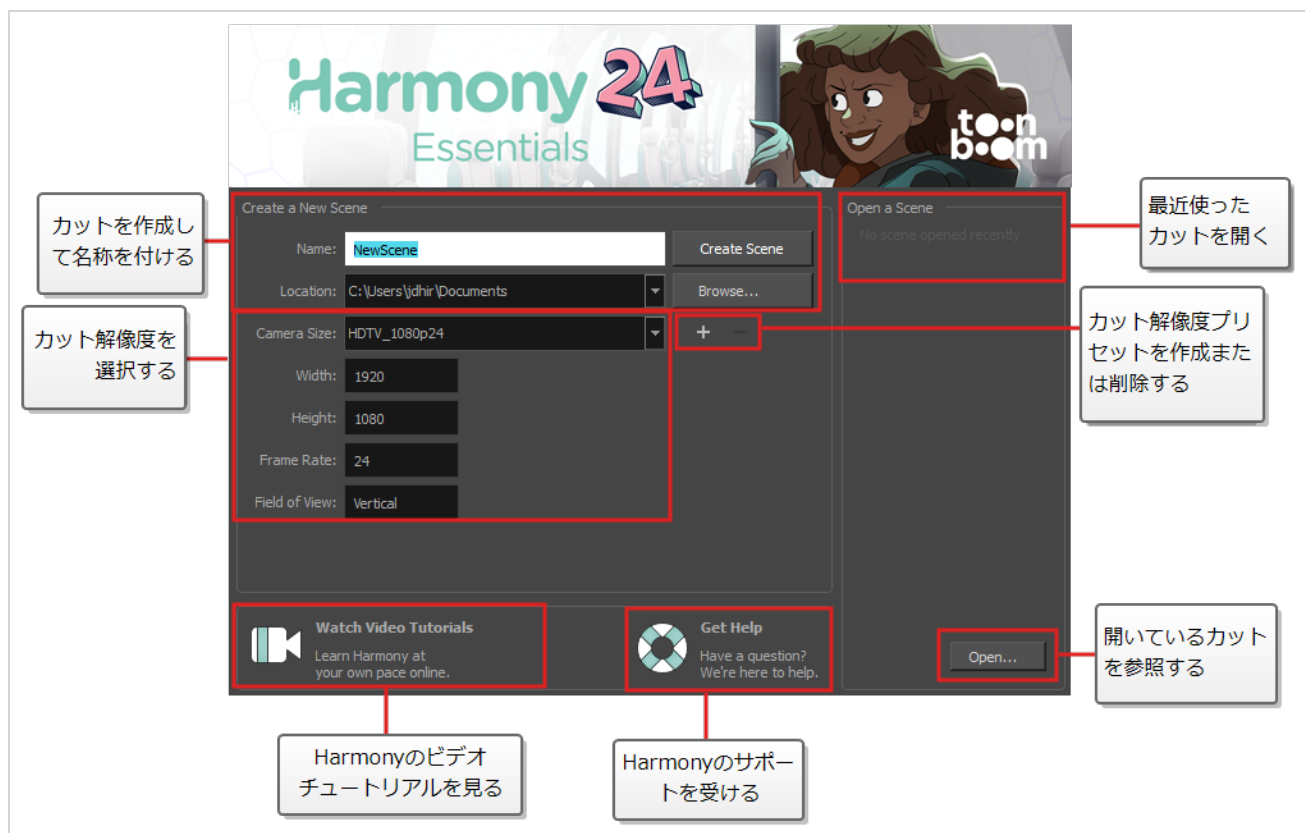 Harmony 24
Essentials
toon
boom
カットを作成し
て名称を付ける
Create a New Scene
Name: NewScene Create Scene
Location: C:\Users\jdhir\Documents Browse...
カット解像度を
選択する
Camera Size: HDTV_1080p24 + −
Width: 1920
Height: 1080
Frame Rate: 24
Field of View: Vertical
Open a Scene
No scene opened recently
最近使った
カットを開く
カット解像度プリ
セットを作成また
は削除する
Watch Video Tutorials
Learn Harmony at
your own pace online.
Get Help
Have a question?
We're here to help.
Open...
開いているカット
を参照する
Harmonyのビデオ
チュートリアルを見る
Harmonyのサポー
トを受ける